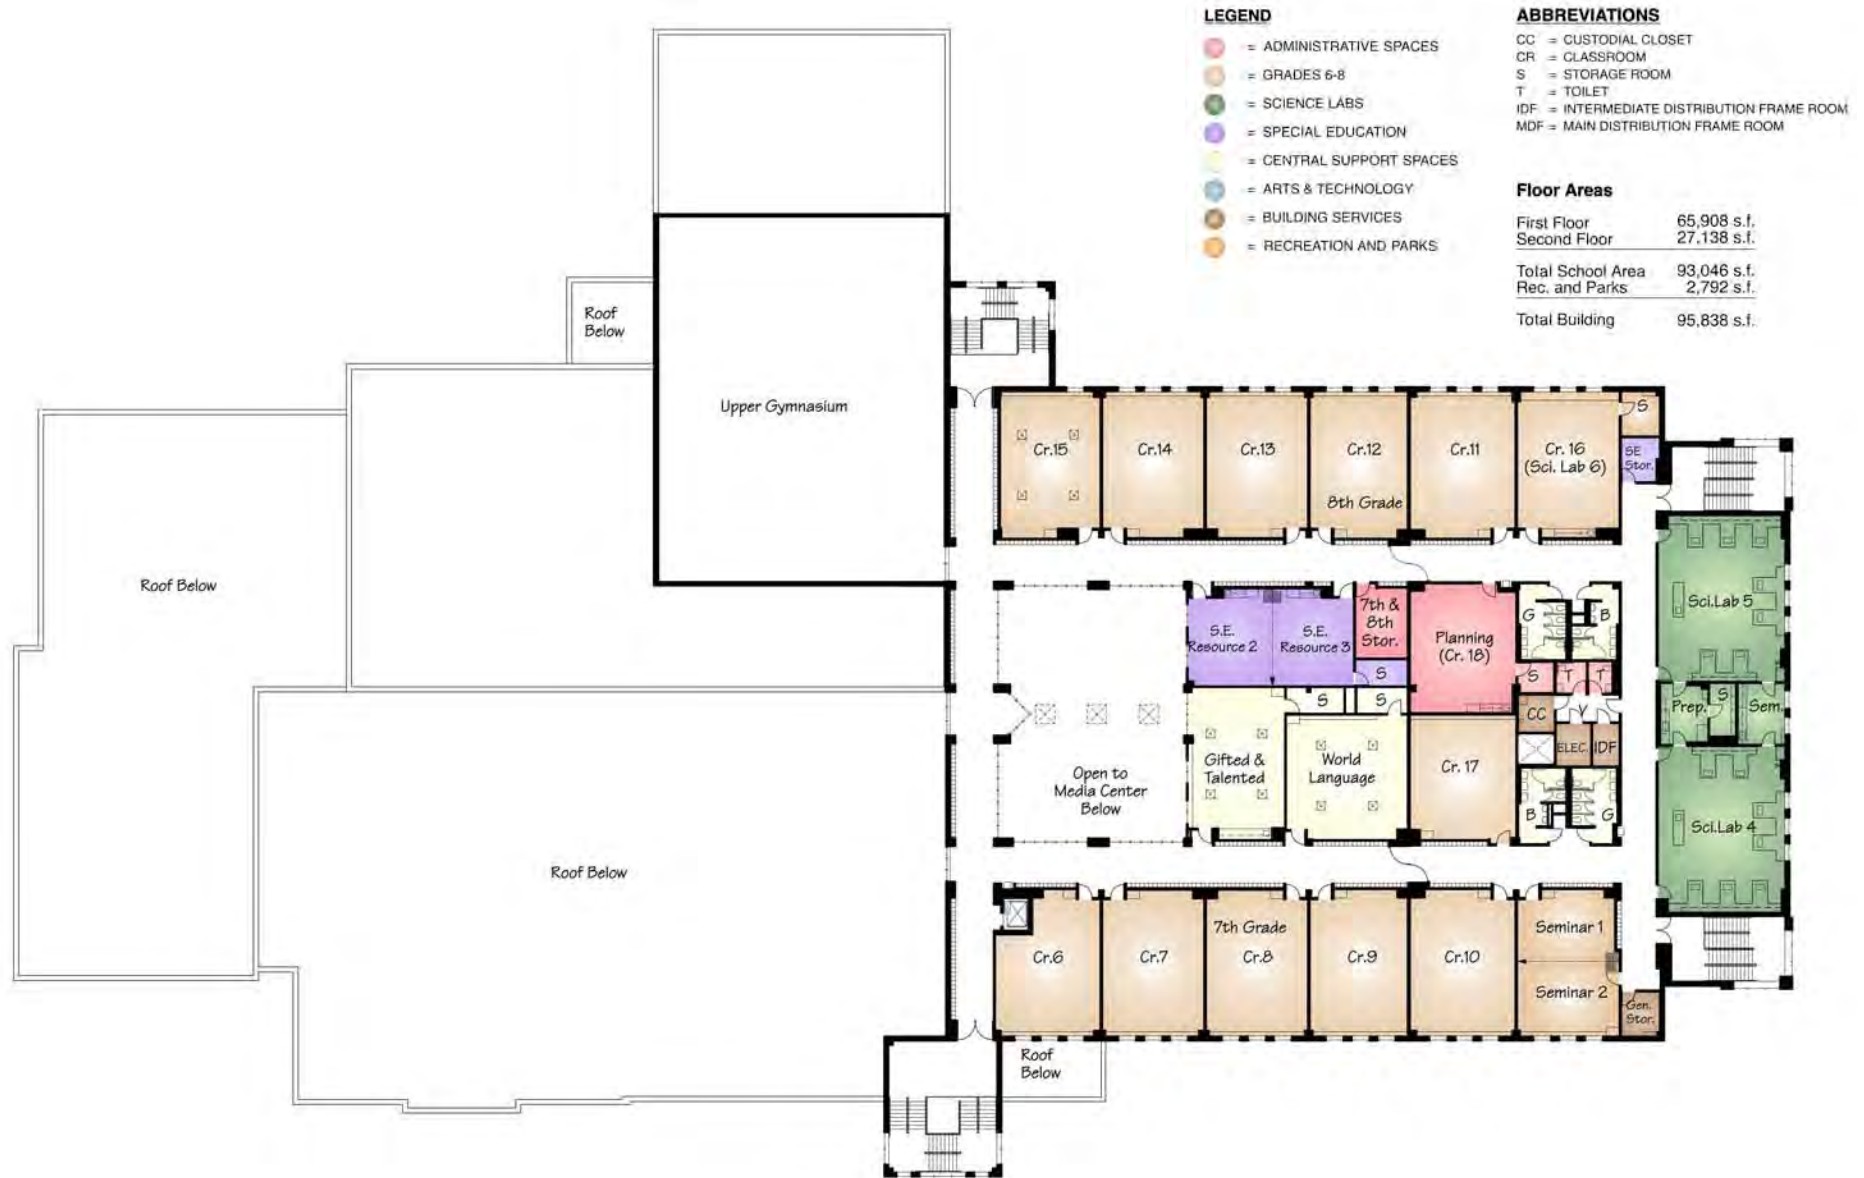 LEGEND
= ADMINISTRATIVE SPACES
= GRADES 6-8
= SCIENCE LABS
= SPECIAL EDUCATION
= CENTRAL SUPPORT SPACES
= ARTS & TECHNOLOGY
= BUILDING SERVICES
= RECREATION AND PARKS
ABBREVIATIONS
CC = CUSTODIAL CLOSET
CR = CLASSROOM
S = STORAGE ROOM
T = TOILET
IDF = INTERMEDIATE DISTRIBUTION FRAME ROOM
MDF = MAIN DISTRIBUTION FRAME ROOM
Floor Areas
First Floor 65,908 s.f.
Second Floor 27,138 s.f.
Total School Area 93,046 s.f.
Rec. and Parks 2,792 s.f.
Total Building 95,838 s.f.
Roof
Below
Upper Gymnasium
Roof Below
Roof Below
Cr.15
Cr.14
Cr.13
Cr.12
8th Grade
Cr.11
Cr. 16
(Sci. Lab 6)
S
SE
Stor.
S.E.
Resource 2
S.E.
Resource 3
7th &
8th
Stor.
S
Planning
(Cr. 18)
G
B
S
T
T
Sci.Lab 5
S
S
CC
V
Prep.
S
Sem.
Open to
Media Center
Below
Gifted &
Talented
World
Language
Cr. 17
ELEC.
IDF
B
G
Sci.Lab 4
Cr.6
Cr.7
7th Grade
Cr.8
Cr.9
Cr.10
Seminar 1
Seminar 2
Gen.
Stor.
Roof
Below